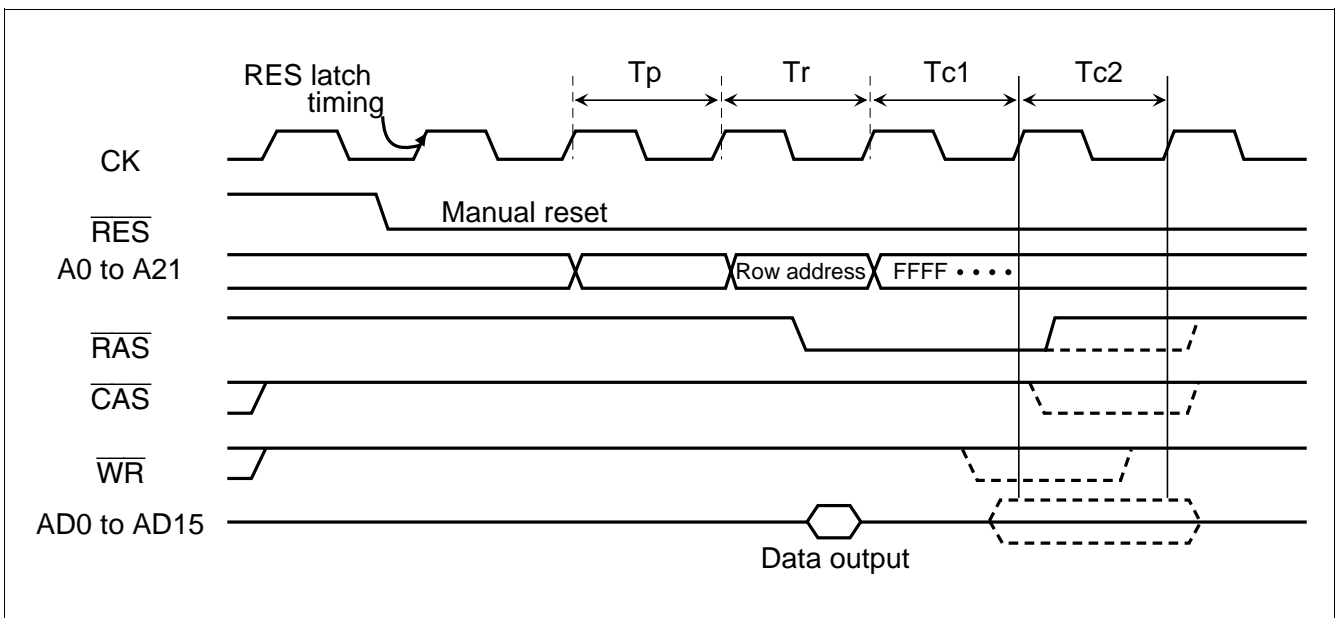 RES latch
timing
Tp
Tr
Tc1
Tc2
CK
RES
Manual reset
A0 to A21
Row address
FFFF ••••
RAS
CAS
WR
AD0 to AD15
Data output